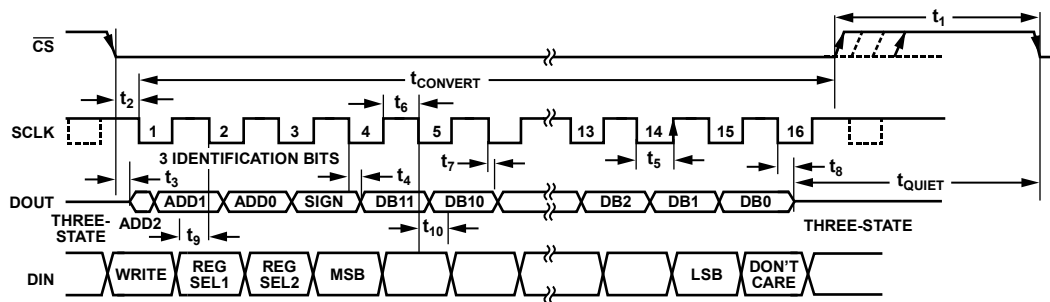 t1
CS
tCONVERT
t2
t6
SCLK
1 2 3 4 5 13 14 15 16
3 IDENTIFICATION BITS
t7
t5
t8
t3
t4
tQUIET
DOUT
ADD1 ADD0 SIGN DB11 DB10 DB2 DB1 DB0
THREE-
STATE
ADD2
THREE-STATE
t9
t10
DIN
WRITE
REG
SEL1
REG
SEL2
MSB
LSB
DON'T
CARE